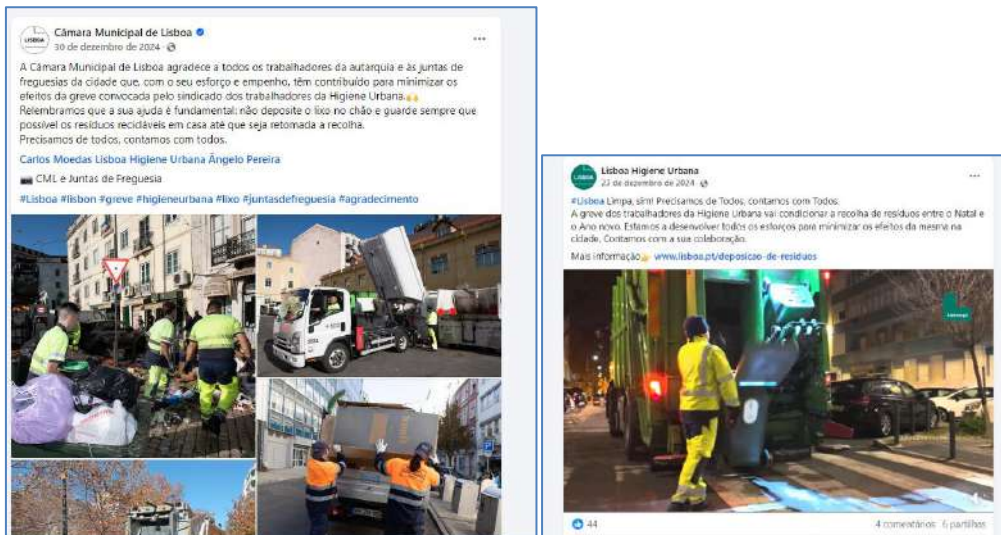 Câmara Municipal de Lisboa
30 de dezembro de 2024
A Câmara Municipal de Lisboa agradece a todos os trabalhadores da autarquia e às juntas de
freguesias da cidade que, com o seu esforço e empenho, têm contribuído para minimizar os
efeitos da greve convocada pelo sindicado dos trabalhadores da Higiene Urbana.🙌
Relembramos que a sua ajuda é fundamental: não deposite o lixo no chão e guarde sempre que
possível os resíduos recicláveis em casa até que seja retomada a recolha.
Precisamos de todos, contamos com todos.
Carlos Moedas Lisboa Higiene Urbana Ângelo Pereira
📷 CML e Juntas de Freguesia
#Lisboa #lisbon #greve #higieneurbana #lixo #juntasdefreguesia #agradecimento
LISBOA
Lisboa Higiene Urbana
23 de dezembro de 2024
#Lisboa Limpa, sim! Precisamos de Todos, contamos com Todos.
A greve dos trabalhadores da Higiene Urbana vai condicionar a recolha de resíduos entre o Natal e
o Ano novo. Estamos a desenvolver todos os esforços para minimizar os efeitos da mesma na
cidade. Contamos com a sua colaboração.
Mais informação👉 www.lisboa.pt/deposicao-de-residuos
44
4 comentários 6 partilhas